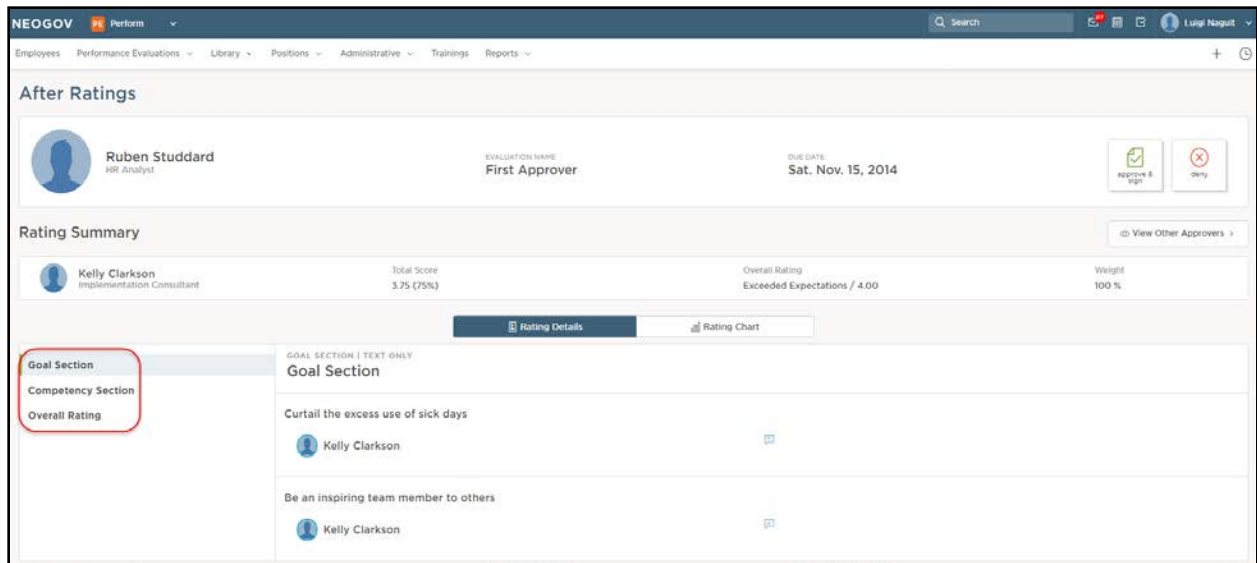 NEOGOV PE Perform Search Luigi Naguit
Employees Performance Evaluations Library Positions Administrative Trainings Reports
After Ratings
Ruben Studdard
HR Analyst
EVALUATION NAME
First Approver
DUE DATE
Sat. Nov. 15, 2014
approve & sign
deny
Rating Summary
View Other Approvers
Kelly Clarkson
Implementation Consultant
Total Score
3.75 (75%)
Overall Rating
Exceeded Expectations / 4.00
Weight
100 %
Rating Details
Rating Chart
Goal Section
Competency Section
Overall Rating
GOAL SECTION | TEXT ONLY
Goal Section
Curtail the excess use of sick days
Kelly Clarkson
Be an inspiring team member to others
Kelly Clarkson